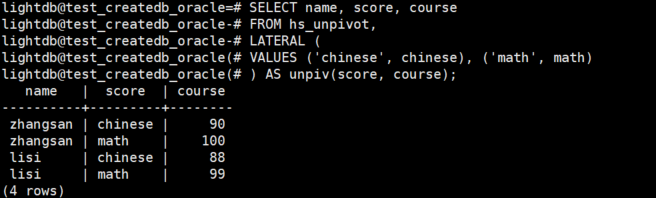 lightdb@test_createdb_oracle=# SELECT name, score, course
lightdb@test_createdb_oracle-# FROM hs_unpivot,
lightdb@test_createdb_oracle-# LATERAL (
lightdb@test_createdb_oracle(# VALUES ('chinese', chinese), ('math', math)
lightdb@test_createdb_oracle(# ) AS unpiv(score, course);
   name   |  score  | course
----------+---------+--------
 zhangsan | chinese |     90
 zhangsan | math    |    100
 lisi     | chinese |     88
 lisi     | math    |     99
(4 rows)